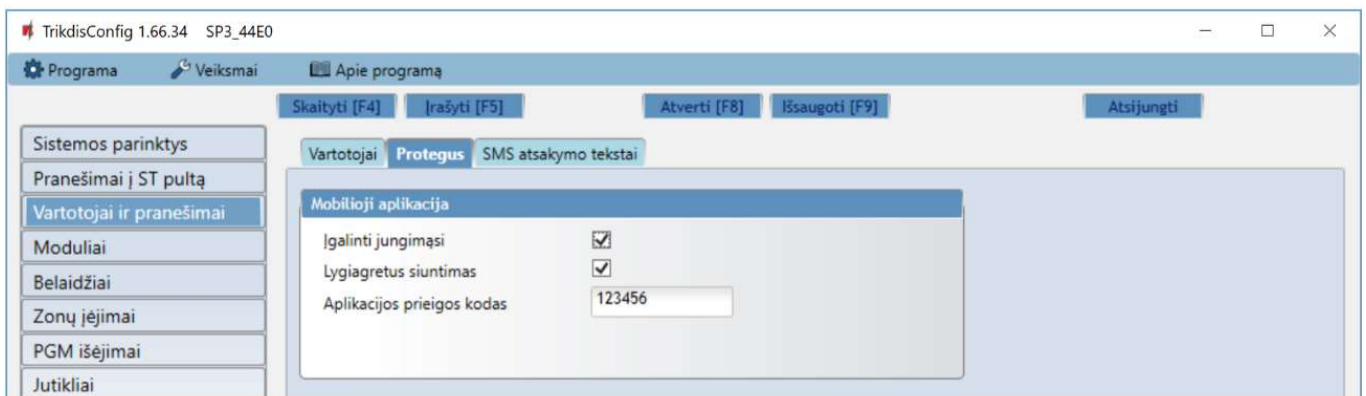 TrikdisConfig 1.66.34 SP3_44E0
Programa Veiksmai Apie programą
Skaityti [F4] Įrašyti [F5] Atverti [F8] Išsaugoti [F9] Atsijungti
Sistemos parinktys
Pranešimai į ST pultą
Vartotojai ir pranešimai
Moduliai
Belaidžiai
Zonų įėjimai
PGM išėjimai
Jutikliai
Vartotojai Protegus SMS atsakymo tekstai
Mobilioji aplikacija
Įgalinti jungimąsi
Lygiagretus siuntimas
Aplikacijos prieigos kodas 123456